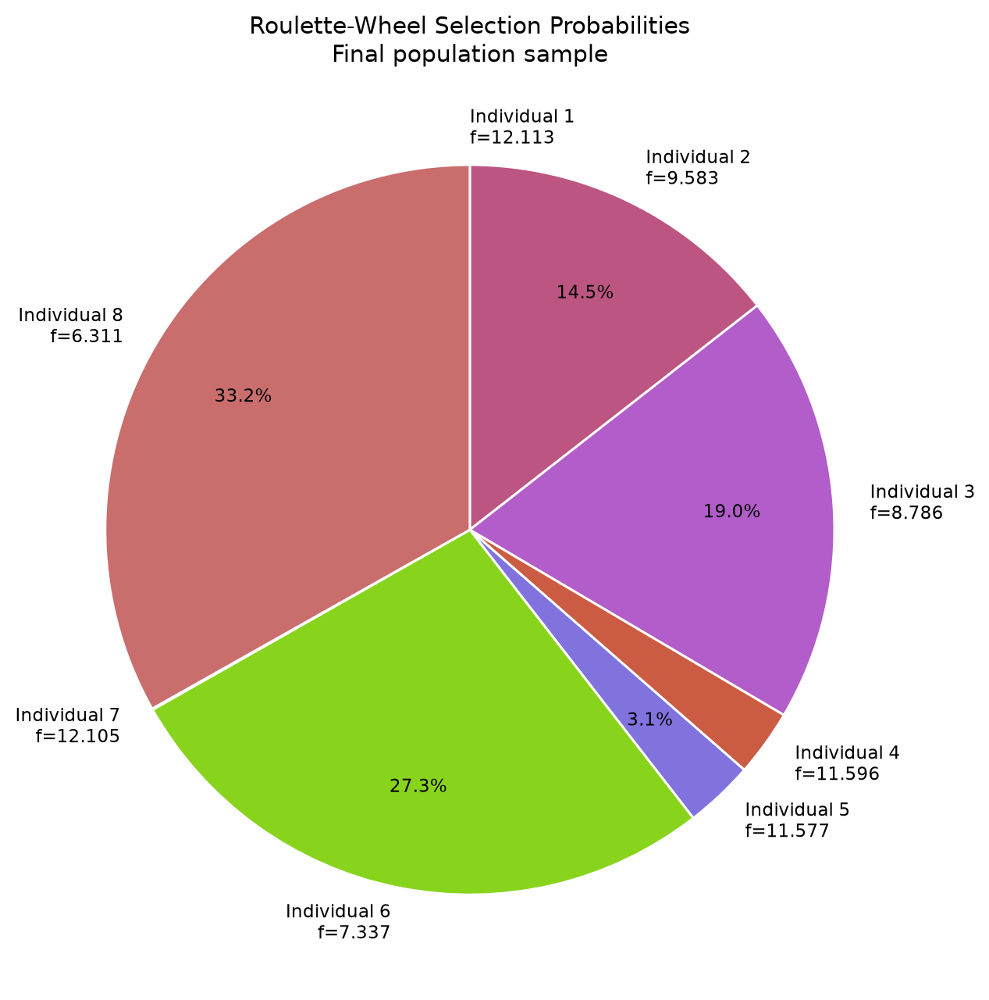 Roulette-Wheel Selection Probabilities
Final population sample
Individual 1
f=12.113
Individual 2
f=9.583
14.5%
Individual 8
f=6.311
33.2%
Individual 3
f=8.786
19.0%
Individual 7
f=12.105
3.1%
Individual 4
f=11.596
27.3%
Individual 5
f=11.577
Individual 6
f=7.337